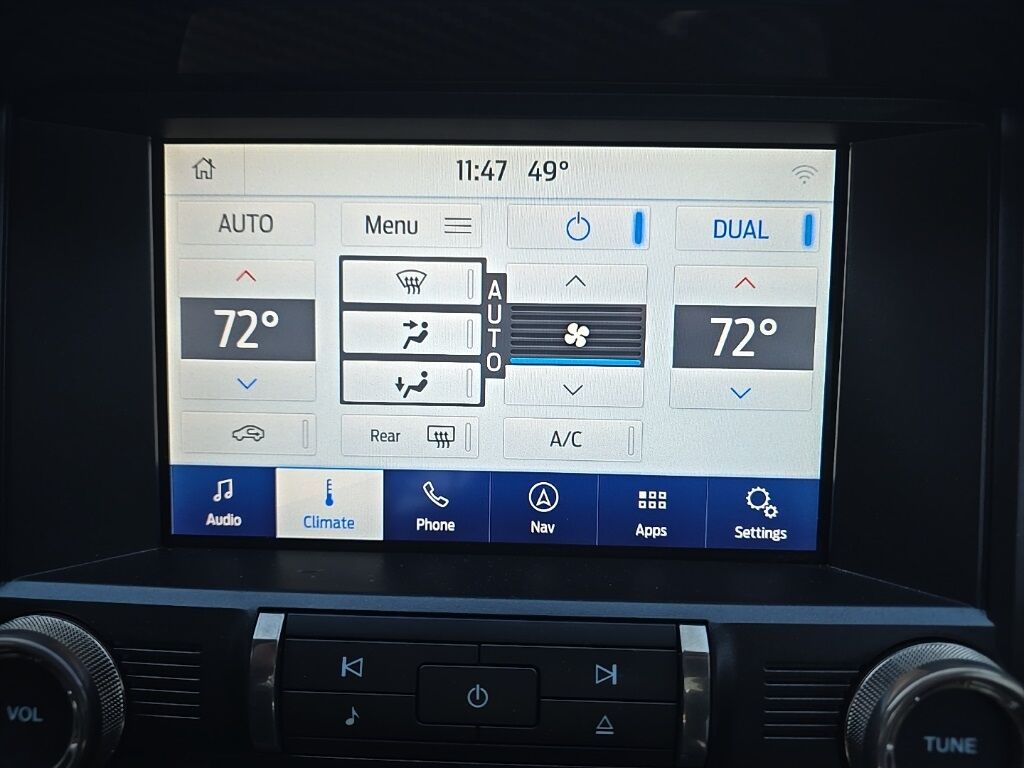 11:47 49°
AUTO Menu DUAL
AUTO
72° 72°
Rear A/C
Audio Climate Phone Nav Apps Settings
VOL TUNE